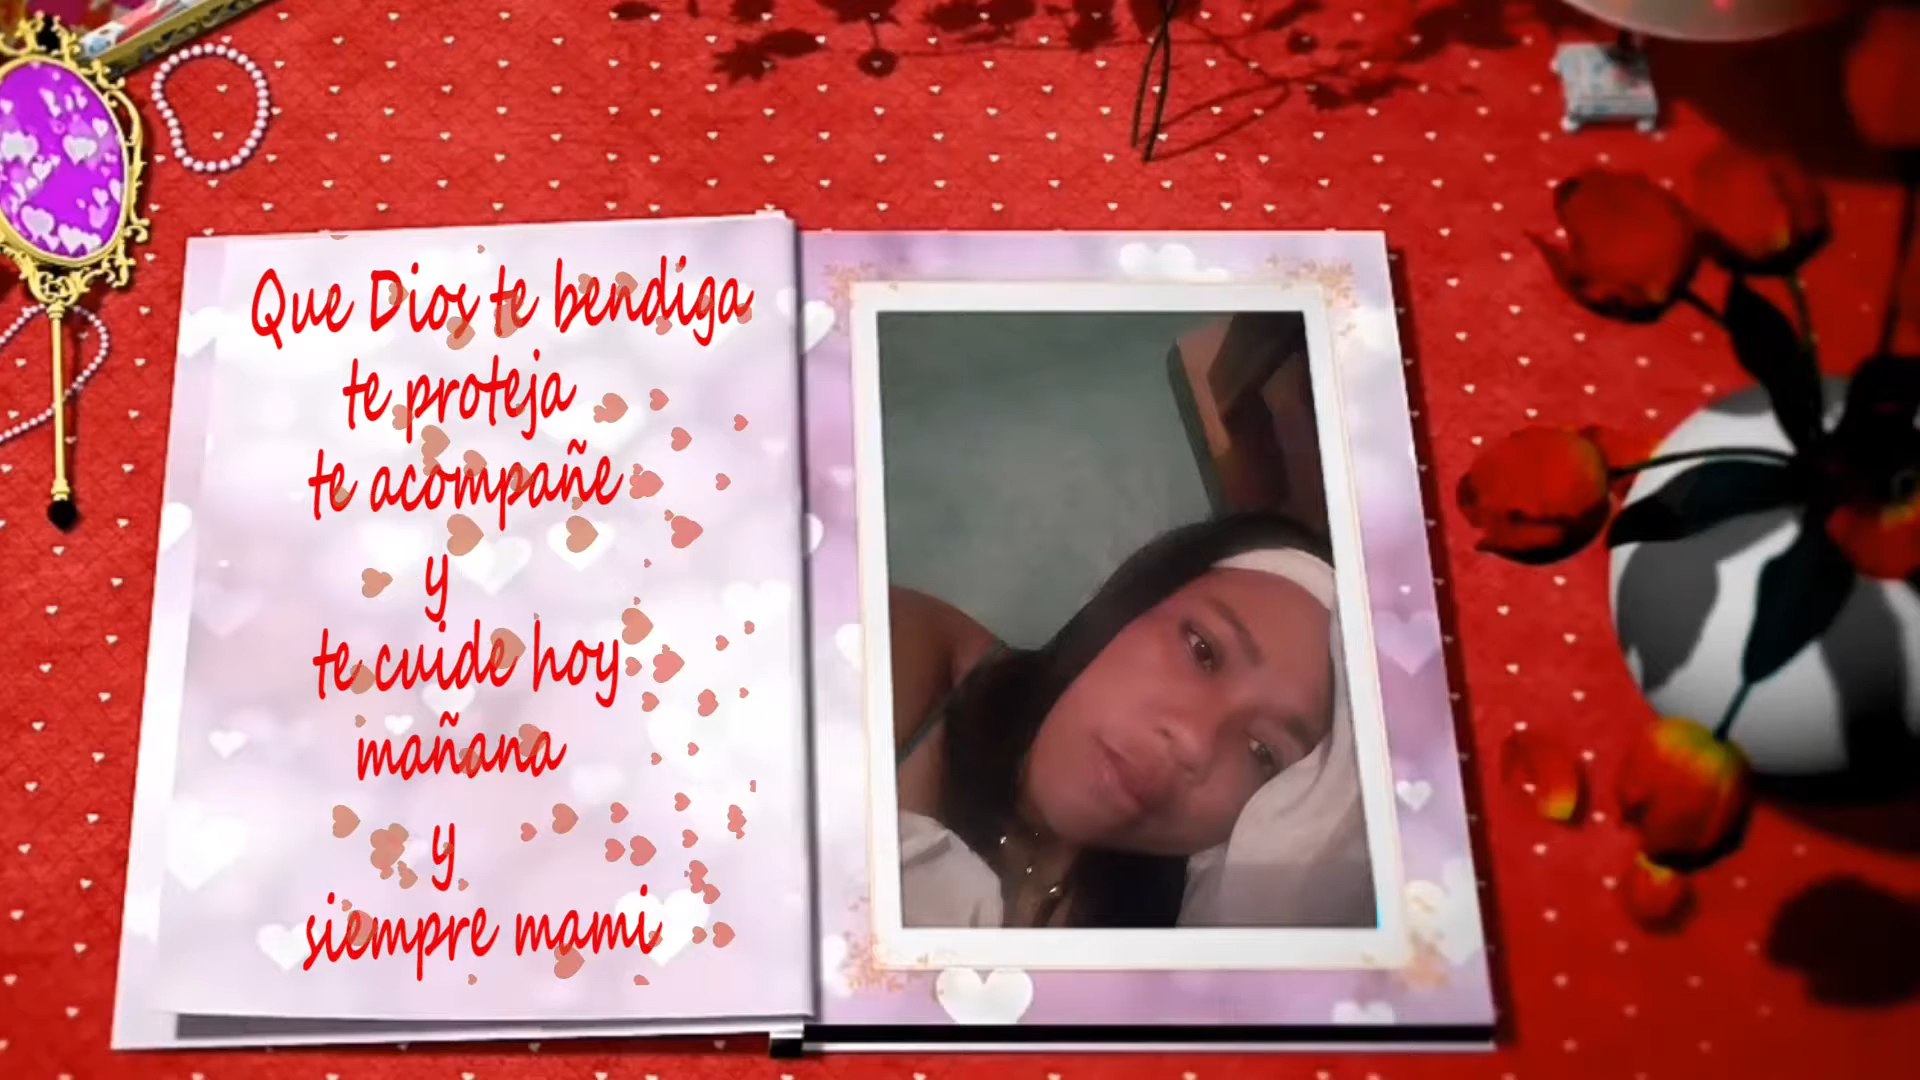 Que Dios te bendiga
te proteja
te acompañe
y
te cuide hoy
mañana
y
siempre mami